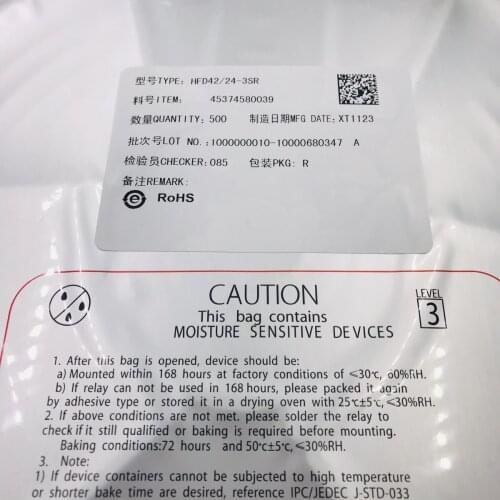 型号TYPE: HFD42/24-3SR
料号ITEM: 45374580039
数量QUANTITY: 500 制造日期MFG DATE: XT1123
批次号LOT NO.:1000000010-10000680347 A
检验员CHECKER:085 包装PKG: R
备注REMARK:
e RoHS
CAUTION
This bag contains
MOISTURE SENSITIVE DEVICES
LEVEL
3
1. After this bag is opened, device should be:
a) Mounted within 168 hours at factory conditions of ≤30℃, 60%RH.
b) If relay can not be used in 168 hours, please packed it again
by adhesive type or stored it in a drying oven with 25℃±5℃,≤30%RH.
2. If above conditions are not met. please solder the relay to
check if it still qualified or baking is required before mounting.
Baking conditions:72 hours and 50℃±5℃,≤30%RH.
3. Note:
1) If device containers cannot be subjected to high temperature
or shorter bake time are desired, reference IPC/JEDEC J-STD-033